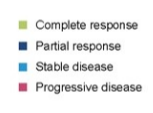 Complete response
Partial response
Stable disease
Progressive disease